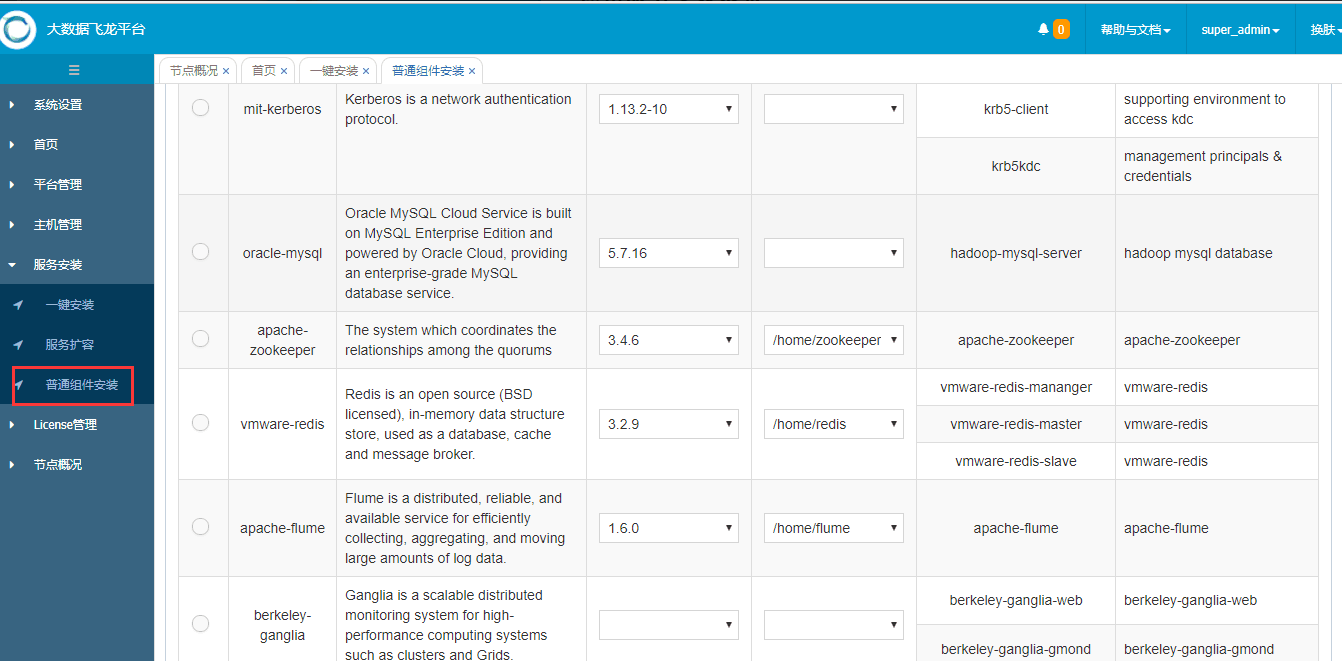 大数据飞龙平台
0
帮助与文档
super_admin
换肤
节点概况 ×
首页 ×
一键安装 ×
普通组件安装 ×
系统设置
首页
平台管理
主机管理
服务安装
一键安装
服务扩容
普通组件安装
License管理
节点概况
mit-kerberos
Kerberos is a network authentication
protocol.
1.13.2-10
krb5-client
supporting environment to
access kdc
krb5kdc
management principals &
credentials
oracle-mysql
Oracle MySQL Cloud Service is built
on MySQL Enterprise Edition and
powered by Oracle Cloud, providing
an enterprise-grade MySQL
database service.
5.7.16
hadoop-mysql-server
hadoop mysql database
apache-
zookeeper
The system which coordinates the
relationships among the quorums
3.4.6
/home/zookeeper
apache-zookeeper
apache-zookeeper
vmware-redis
Redis is an open source (BSD
licensed), in-memory data structure
store, used as a database, cache
and message broker.
3.2.9
/home/redis
vmware-redis-mananger
vmware-redis
vmware-redis-master
vmware-redis
vmware-redis-slave
vmware-redis
apache-flume
Flume is a distributed, reliable, and
available service for efficiently
collecting, aggregating, and moving
large amounts of log data.
1.6.0
/home/flume
apache-flume
apache-flume
berkeley-
ganglia
Ganglia is a scalable distributed
monitoring system for high-
performance computing systems
such as clusters and Grids.
berkeley-ganglia-web
berkeley-ganglia-web
berkeley-ganglia-gmond
berkeley-ganglia-gmond